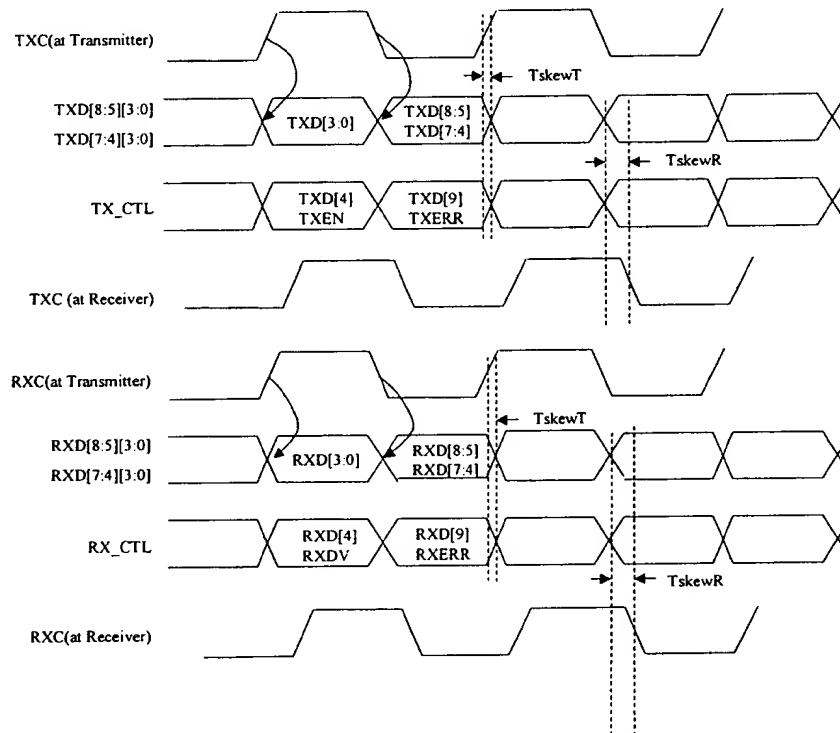 TXC(at Transmitter)
TskewT
TXD[8:5][3:0]
TXD[7:4][3:0]
TXD[3:0]
TXD[8:5]
TXD[7:4]
TskewR
TX_CTL
TXD[4]
TXEN
TXD[9]
TXERR
TXC (at Receiver)
RXC(at Transmitter)
TskewT
RXD[8:5][3:0]
RXD[7:4][3:0]
RXD[3:0]
RXD[8:5]
RXD[7:4]
RX_CTL
RXD[4]
RXDV
RXD[9]
RXERR
TskewR
RXC(at Receiver)